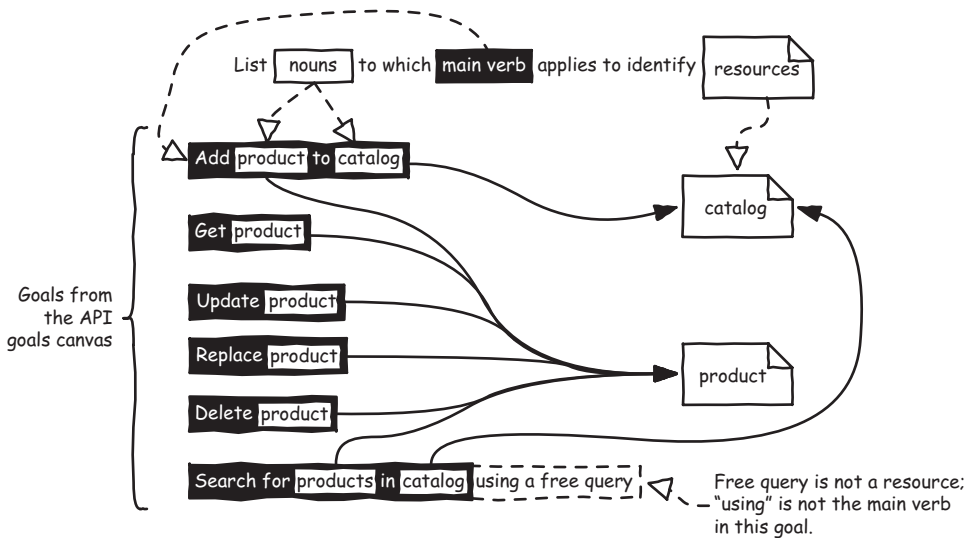 List nouns to which main verb applies to identify resources
Add product to catalog
catalog
Get product
Goals from
the API
goals canvas
Update product
Replace product
product
Delete product
Search for products in catalog using a free query
Free query is not a resource;
“using” is not the main verb
in this goal.